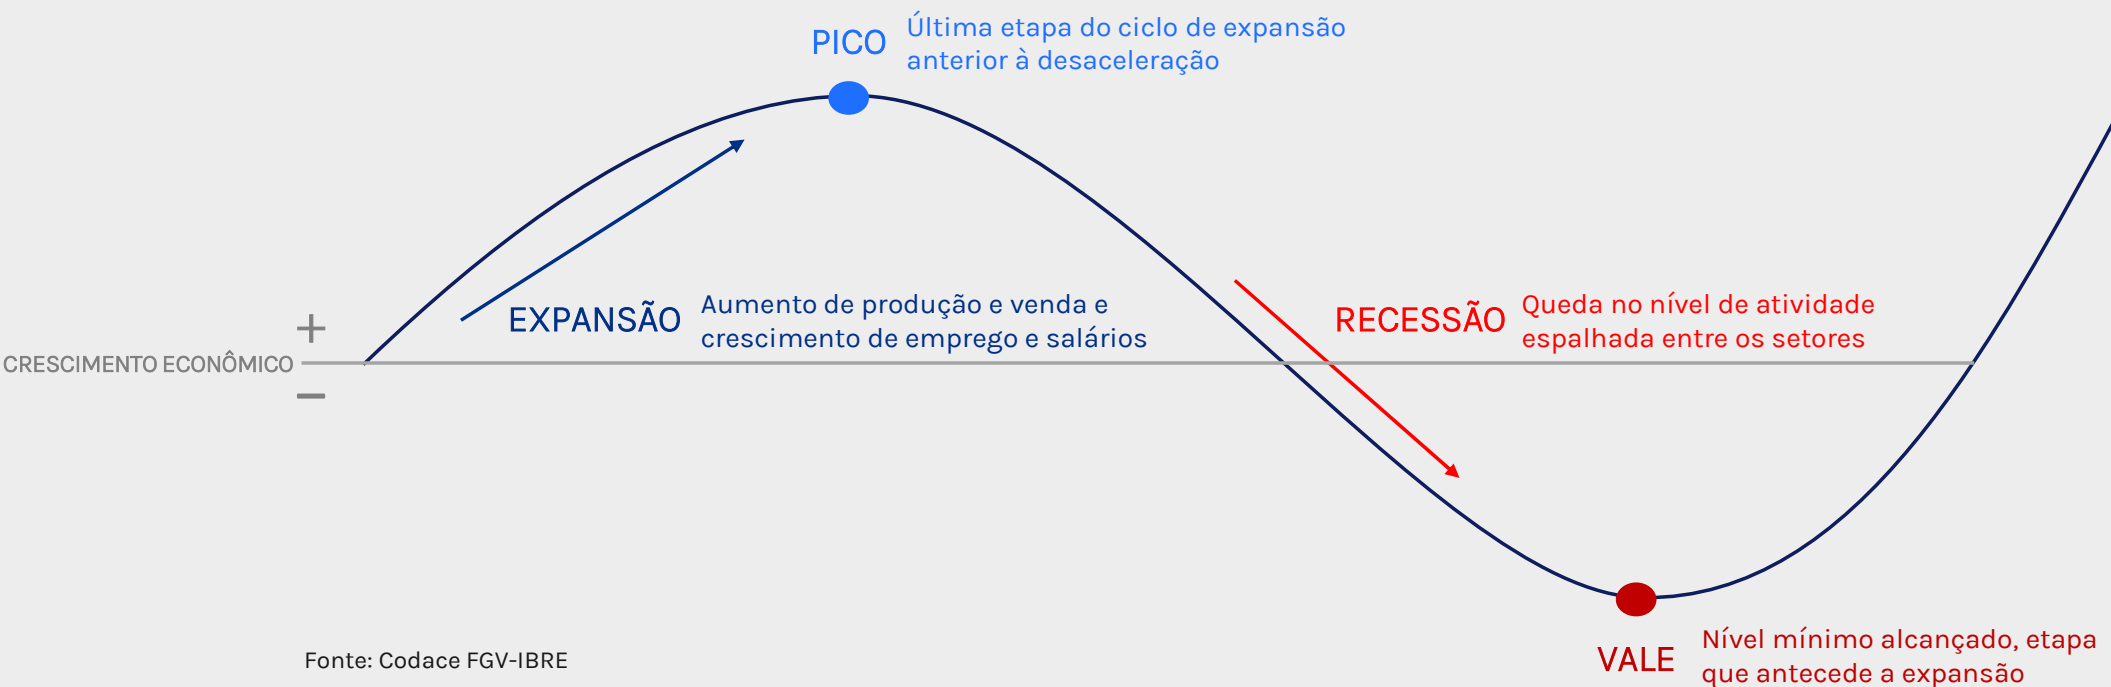 PICO
Última etapa do ciclo de expansão
anterior à desaceleração
EXPANSÃO
Aumento de produção e venda e
crescimento de emprego e salários
RECESSÃO
Queda no nível de atividade
espalhada entre os setores
+
CRESCIMENTO ECONÔMICO
−
VALE
Nível mínimo alcançado, etapa
que antecede a expansão
Fonte: Codace FGV-IBRE